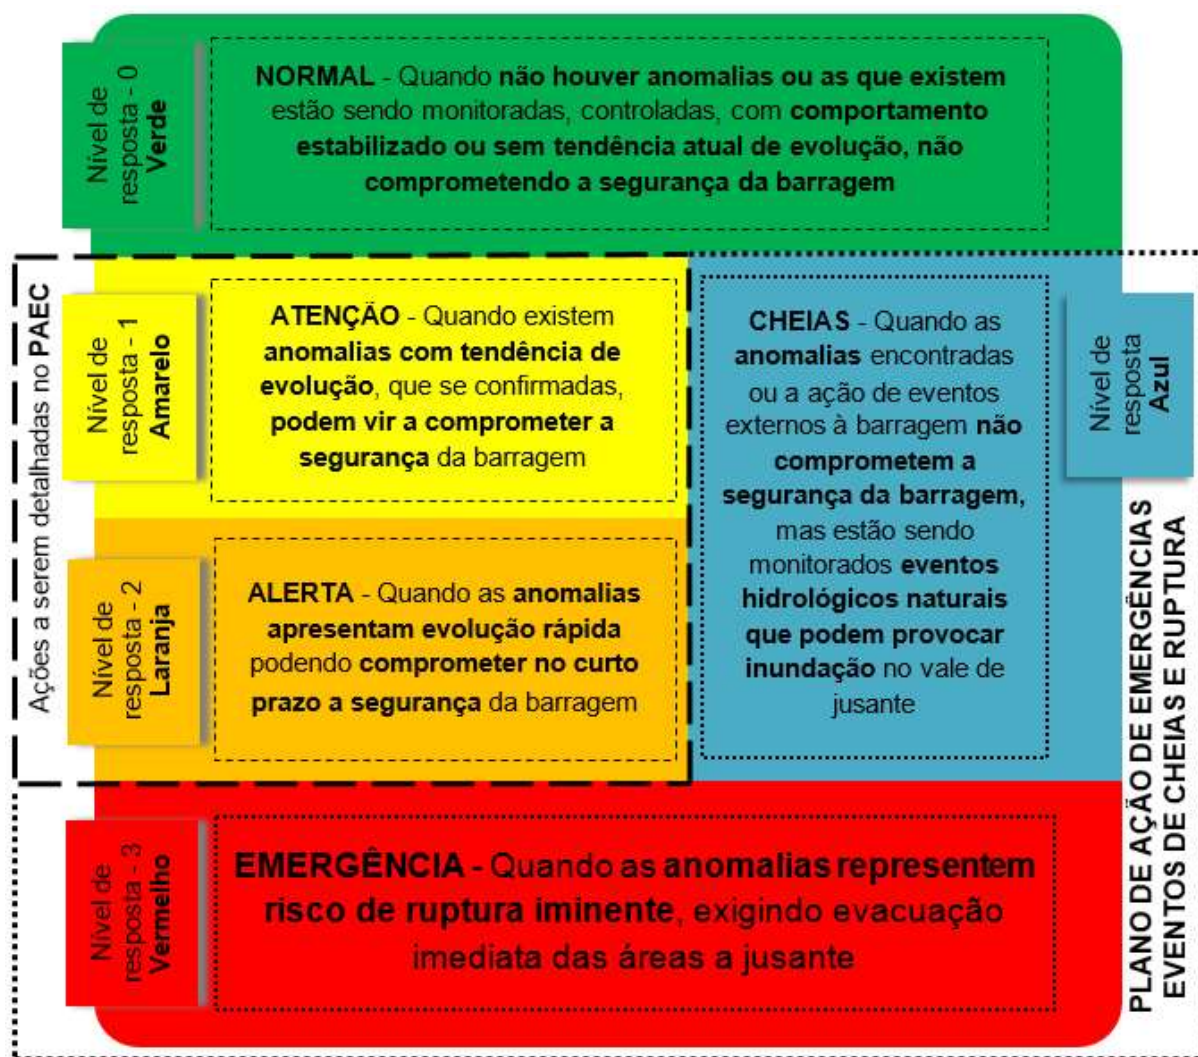 Nível de
resposta - 0
Verde
NORMAL - Quando não houver anomalias ou as que existem
estão sendo monitoradas, controladas, com comportamento
estabilizado ou sem tendência atual de evolução, não
comprometendo a segurança da barragem
Ações a serem detalhadas no PAEC
Nível de
resposta - 1
Amarelo
ATENÇÃO - Quando existem
anomalias com tendência de
evolução, que se confirmadas,
podem vir a comprometer a
segurança da barragem
Nível de
resposta - 2
Laranja
ALERTA - Quando as anomalias
apresentam evolução rápida
podendo comprometer no curto
prazo a segurança da barragem
CHEIAS - Quando as
anomalias encontradas
ou a ação de eventos
externos à barragem não
comprometem a
segurança da barragem,
mas estão sendo
monitorados eventos
hidrológicos naturais
que podem provocar
inundação no vale de
jusante
Nível de
resposta
Azul
PLANO DE AÇÃO DE EMERGÊNCIAS
EVENTOS DE CHEIAS E RUPTURA
Nível de
resposta - 3
Vermelho
EMERGÊNCIA - Quando as anomalias representem
risco de ruptura iminente, exigindo evacuação
imediata das áreas a jusante